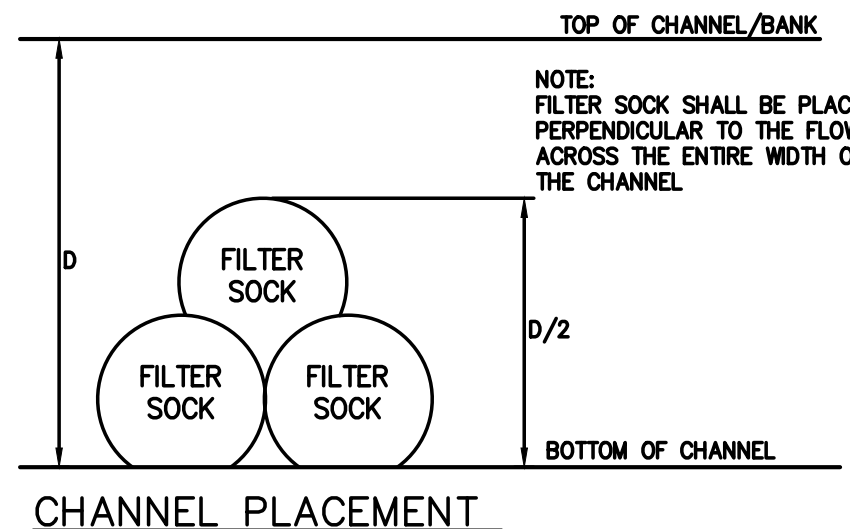 TOP OF CHANNEL/BANK
NOTE:
FILTER SOCK SHALL BE PLAC
PERPENDICULAR TO THE FLOW
ACROSS THE ENTIRE WIDTH O
THE CHANNEL
D
FILTER
SOCK
D/2
FILTER
SOCK
FILTER
SOCK
BOTTOM OF CHANNEL
CHANNEL PLACEMENT